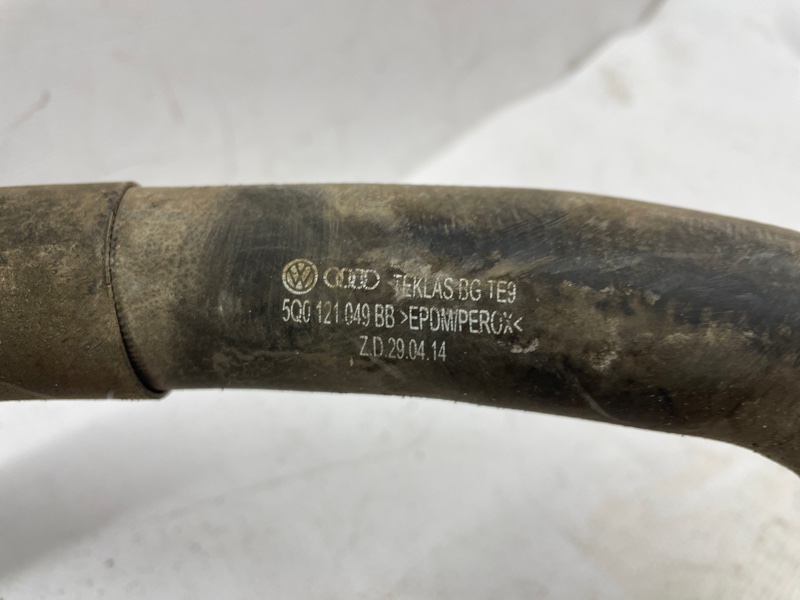 TEKLAS BG TE9
5Q0 121 049 BB >EPDM/PEROX<
Z.D.29.04.14